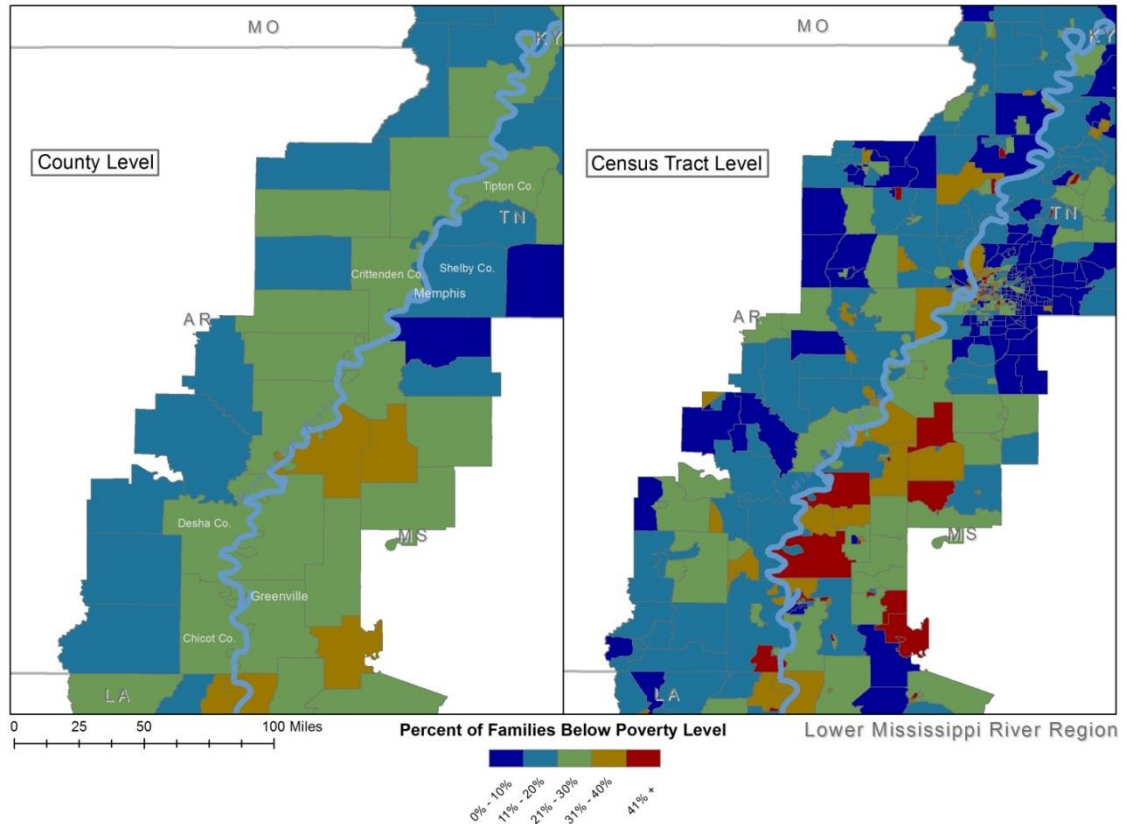 MO
KY
County Level
Tipton Co.
TN
Crittenden Co.
Shelby Co.
Memphis
AR
Desha Co.
MS
Greenville
Chicot Co.
LA
MO
KY
Census Tract Level
TN
AR
MS
LA
0 25 50 100 Miles
Percent of Families Below Poverty Level
Lower Mississippi River Region
0% - 10%
11% - 20%
21% - 30%
31% - 40%
41% +